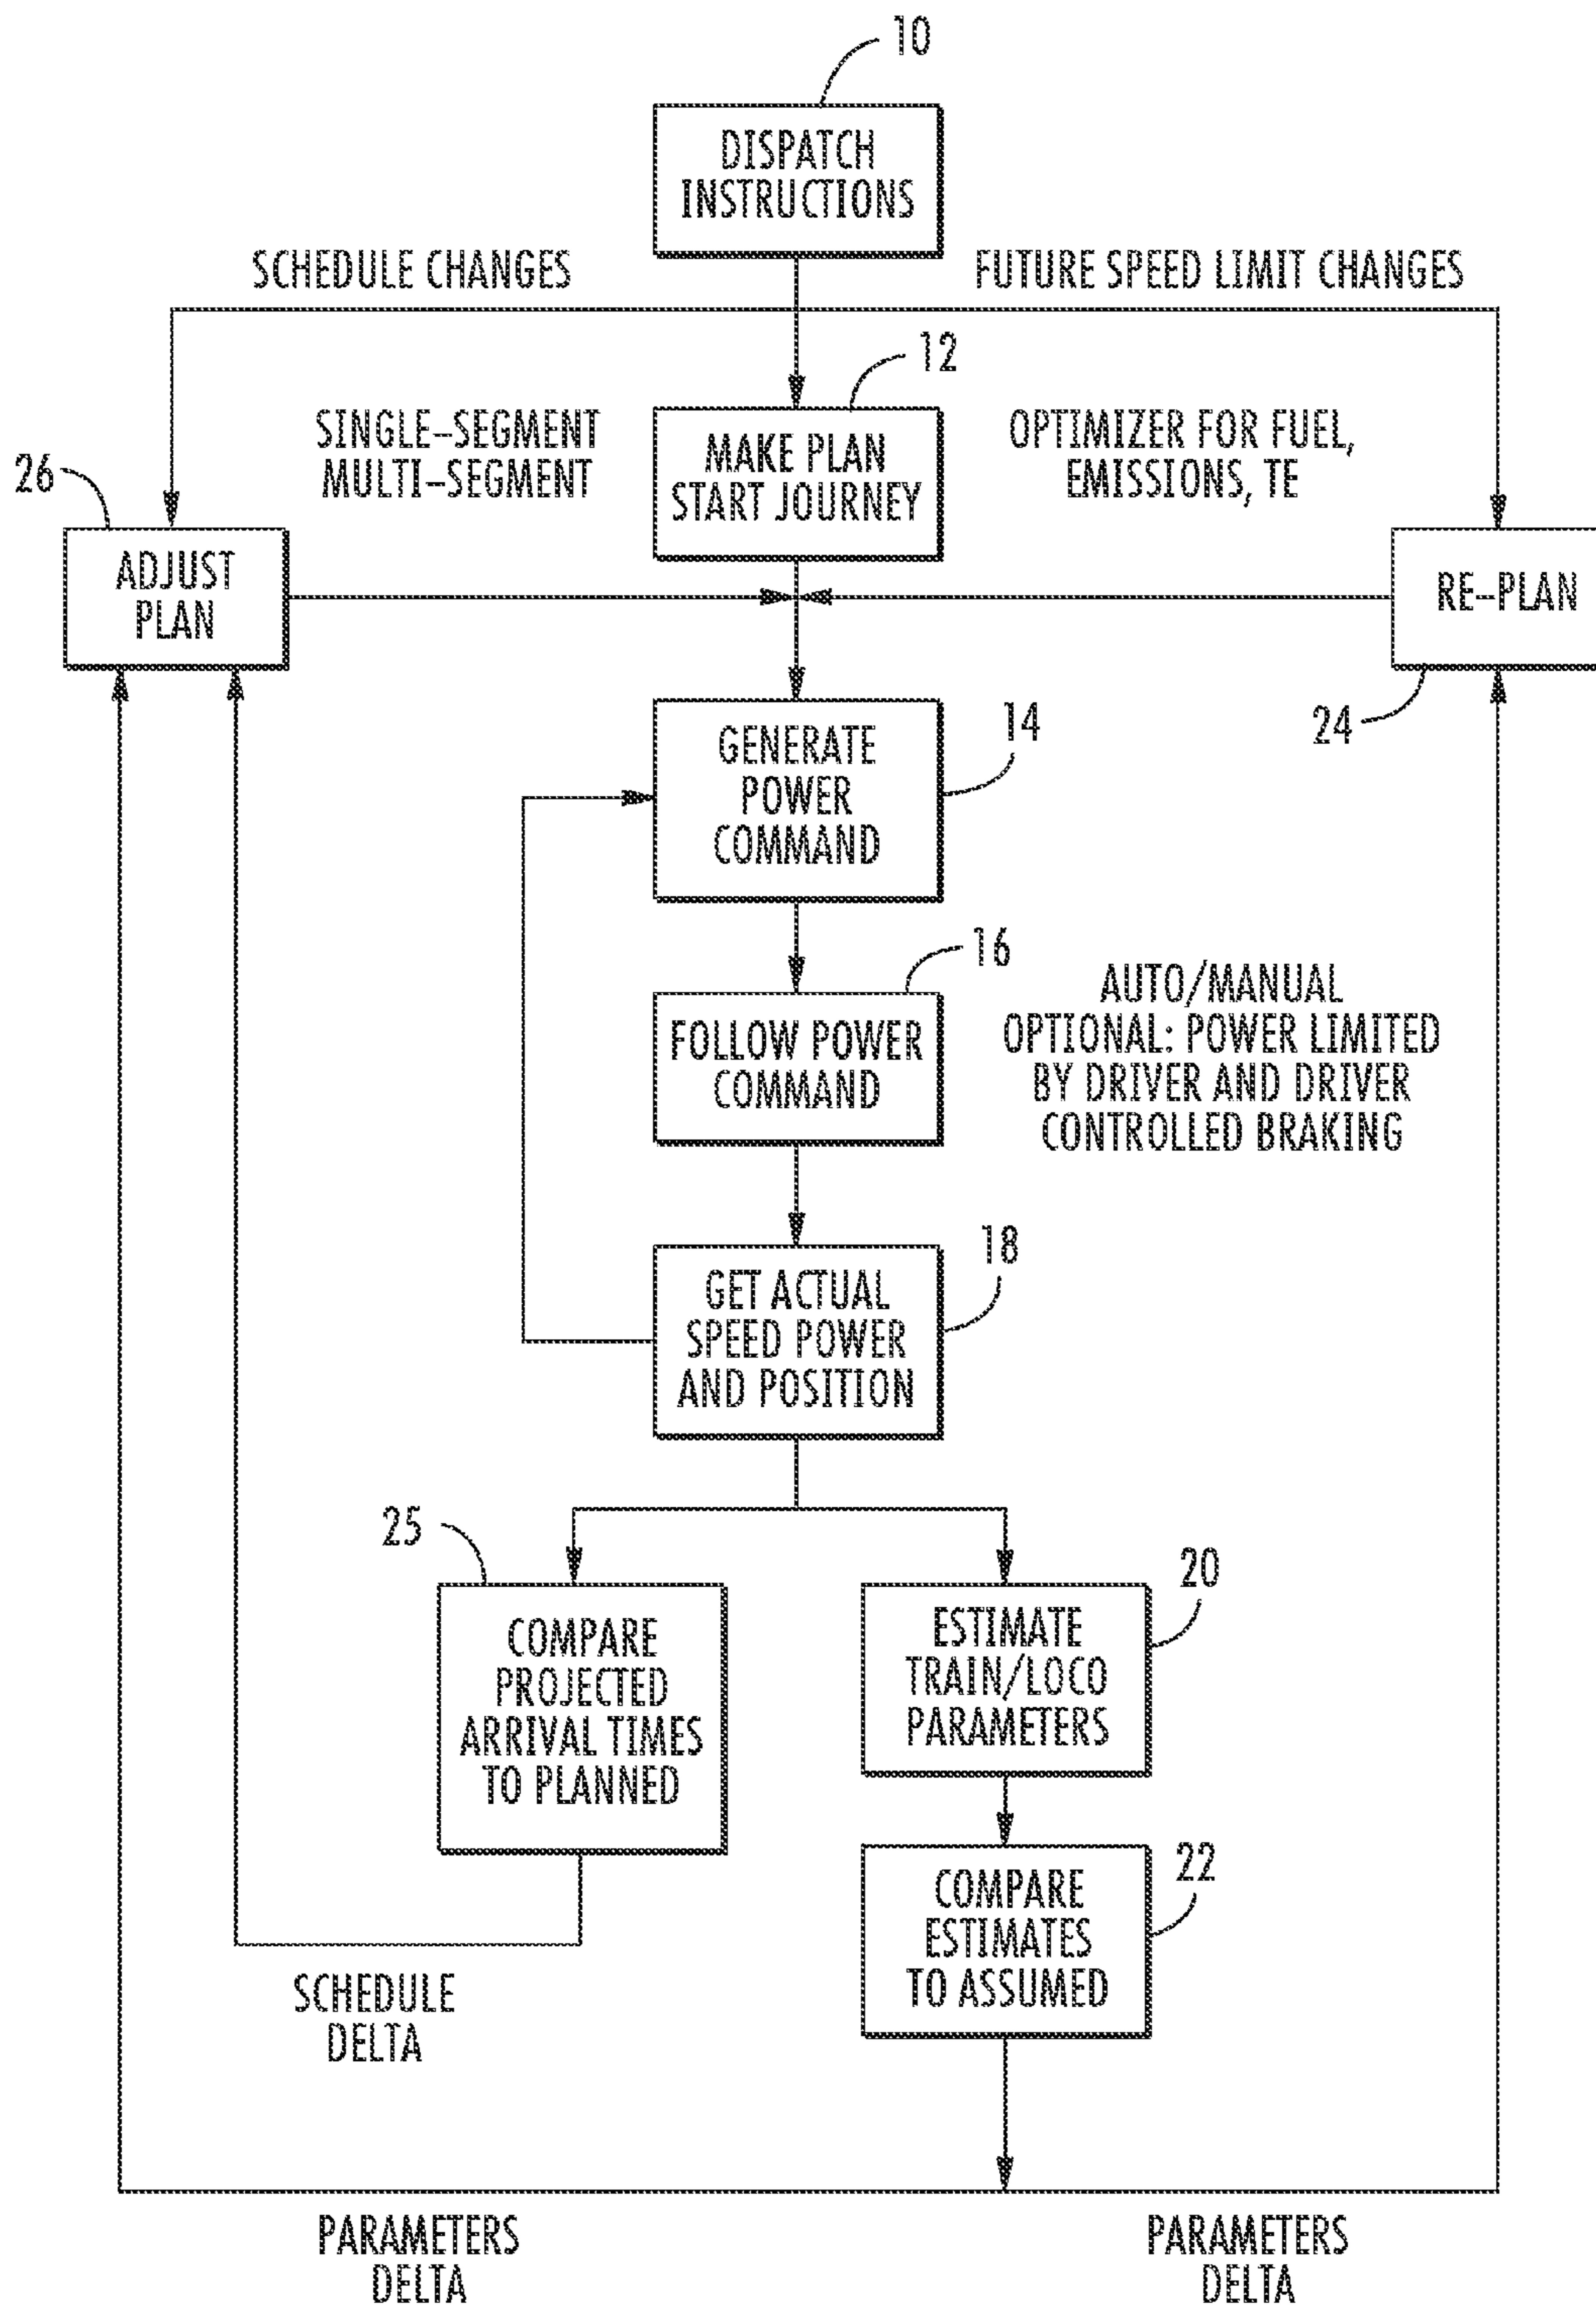 10
DISPATCH
INSTRUCTIONS
SCHEDULE CHANGES
FUTURE SPEED LIMIT CHANGES
12
SINGLE–SEGMENT
MULTI–SEGMENT
MAKE PLAN
START JOURNEY
OPTIMIZER FOR FUEL,
EMISSIONS, TE
26
ADJUST
PLAN
RE–PLAN
24
GENERATE
POWER
COMMAND
14
16
FOLLOW POWER
COMMAND
AUTO/MANUAL
OPTIONAL: POWER LIMITED
BY DRIVER AND DRIVER
CONTROLLED BRAKING
18
GET ACTUAL
SPEED POWER
AND POSITION
25
COMPARE
PROJECTED
ARRIVAL TIMES
TO PLANNED
20
ESTIMATE
TRAIN/LOCO
PARAMETERS
22
COMPARE
ESTIMATES
TO ASSUMED
SCHEDULE
DELTA
PARAMETERS
DELTA
PARAMETERS
DELTA